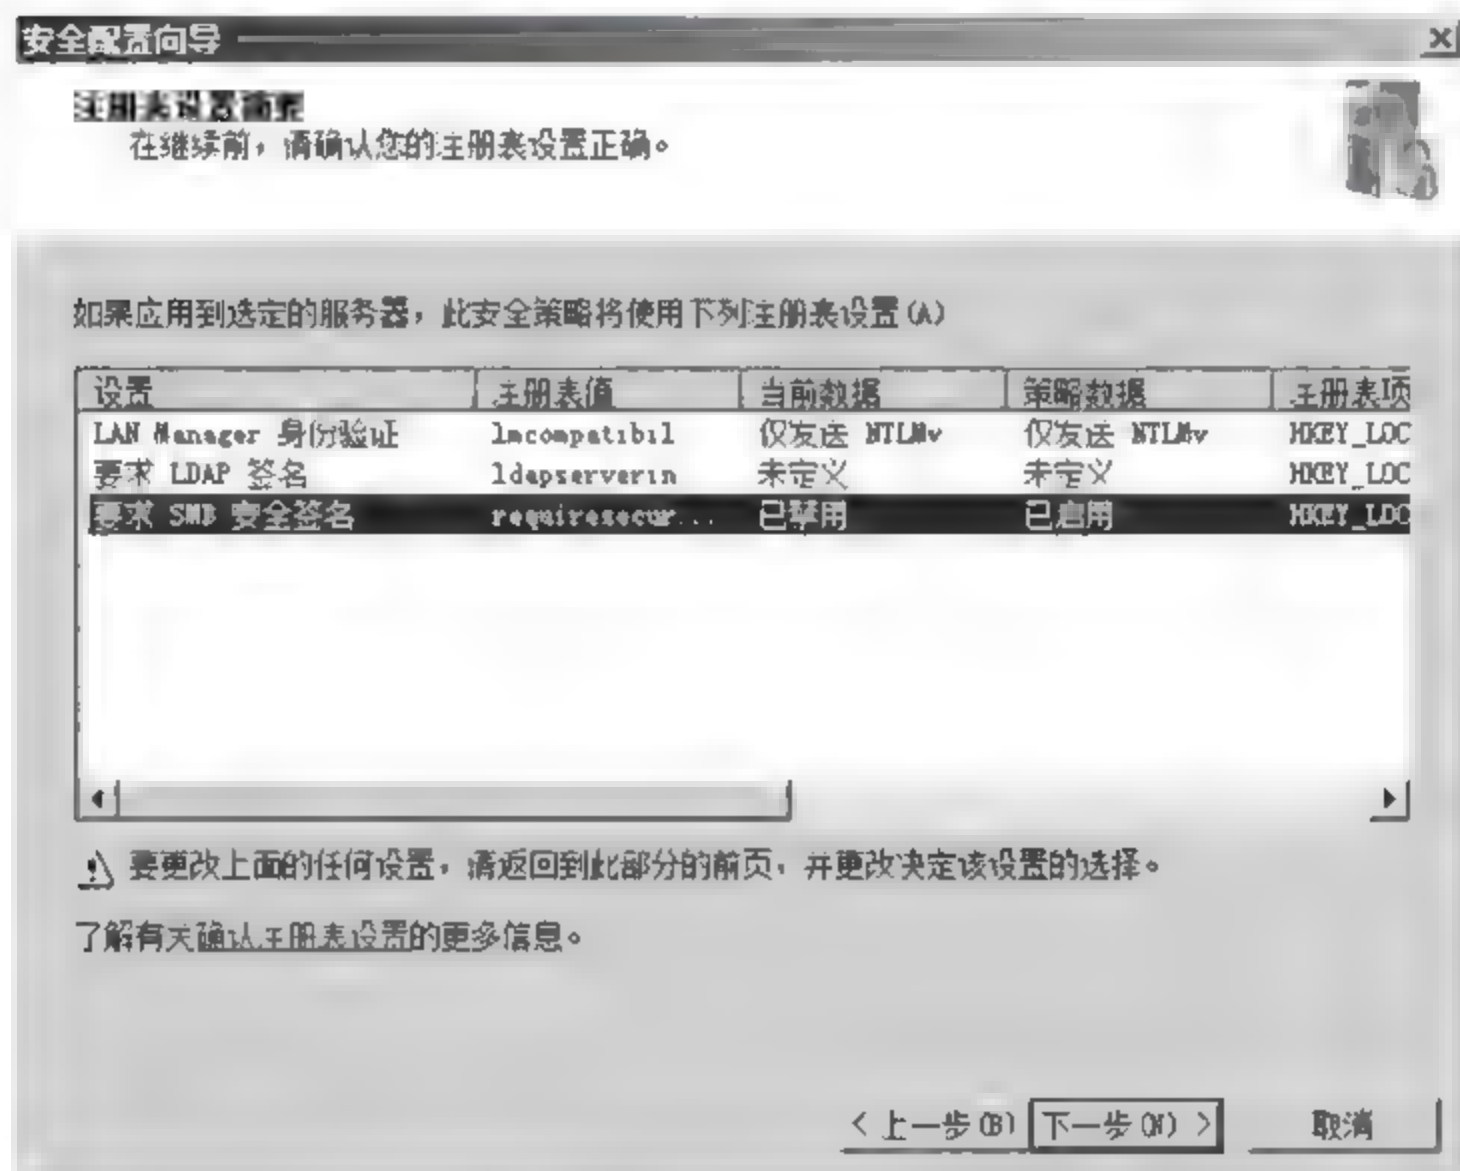 安全配置向导
注册表设置摘要
在继续前，请确认您的注册表设置正确。
如果应用到选定的服务器，此安全策略将使用下列注册表设置(A)
设置 注册表值 当前数据 策略数据 注册表项
LAN Manager 身份验证 lmcompatibil 仅发送 NTLMv 仅发送 NTLMv HKEY_LOC
要求 LDAP 签名 ldapserverin 未定义 未定义 HKEY_LOC
要求 SMB 安全签名 requiresecur... 已禁用 已启用 HKEY_LOC
要更改上面的任何设置，请返回到此部分的前页，并更改决定该设置的选择。
了解有关确认注册表设置的更多信息。
< 上一步(B) 下一步(N) > 取消